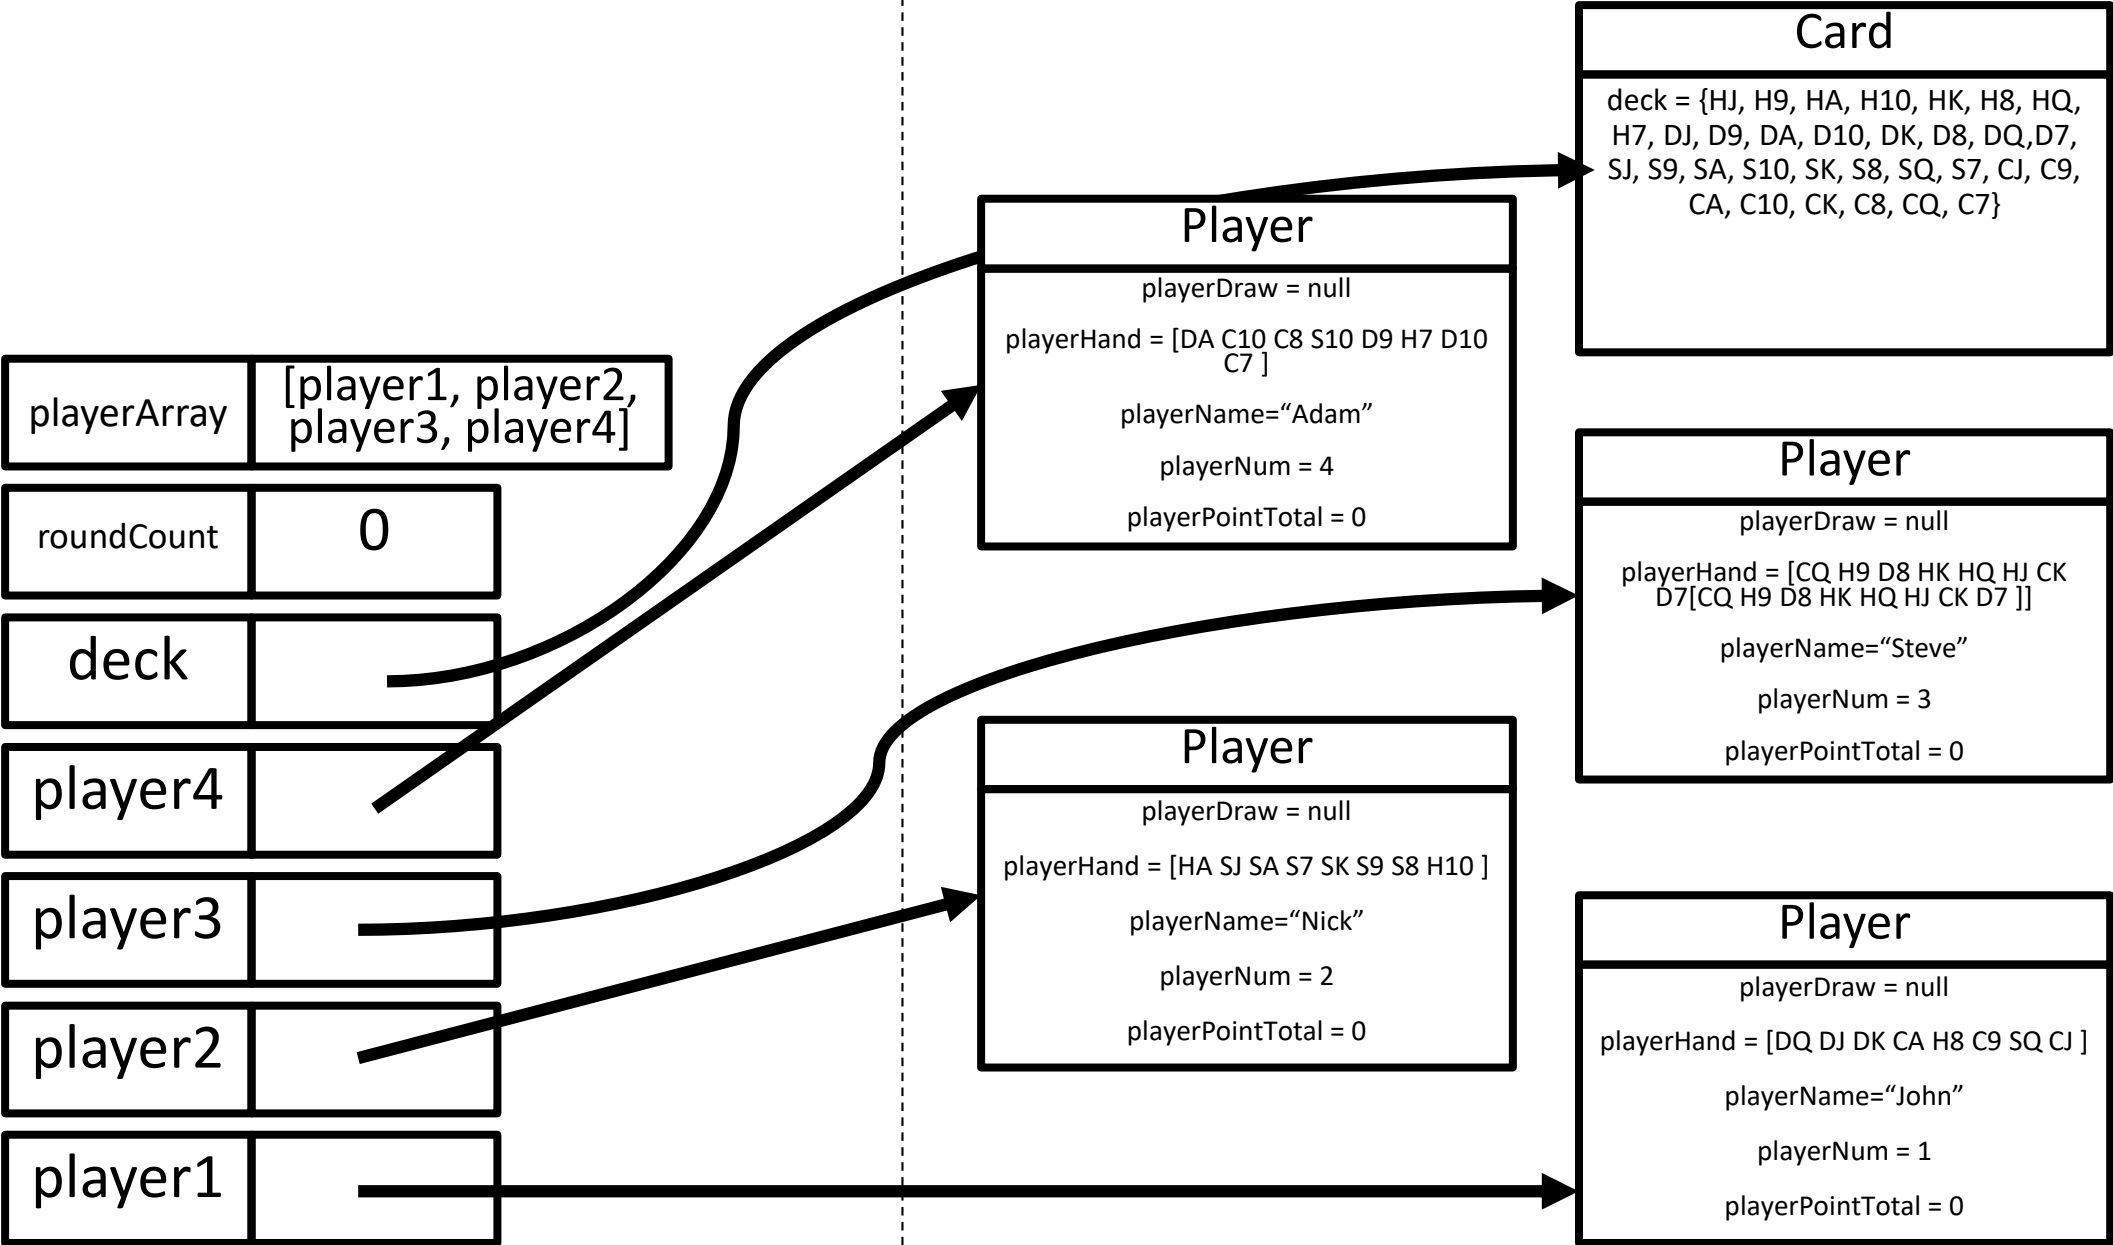 playerArray
[player1, player2,
player3, player4]
roundCount
0
deck
player4
player3
player2
player1
Player
playerDraw = null
playerHand = [DA C10 C8 S10 D9 H7 D10
C7 ]
playerName=“Adam”
playerNum = 4
playerPointTotal = 0
Player
playerDraw = null
playerHand = [HA SJ SA S7 SK S9 S8 H10 ]
playerName=“Nick”
playerNum = 2
playerPointTotal = 0
Card
deck = {HJ, H9, HA, H10, HK, H8, HQ,
H7, DJ, D9, DA, D10, DK, D8, DQ,D7,
SJ, S9, SA, S10, SK, S8, SQ, S7, CJ, C9,
CA, C10, CK, C8, CQ, C7}
Player
playerDraw = null
playerHand = [CQ H9 D8 HK HQ HJ CK
D7[CQ H9 D8 HK HQ HJ CK D7 ]]
playerName=“Steve”
playerNum = 3
playerPointTotal = 0
Player
playerDraw = null
playerHand = [DQ DJ DK CA H8 C9 SQ CJ ]
playerName=“John”
playerNum = 1
playerPointTotal = 0